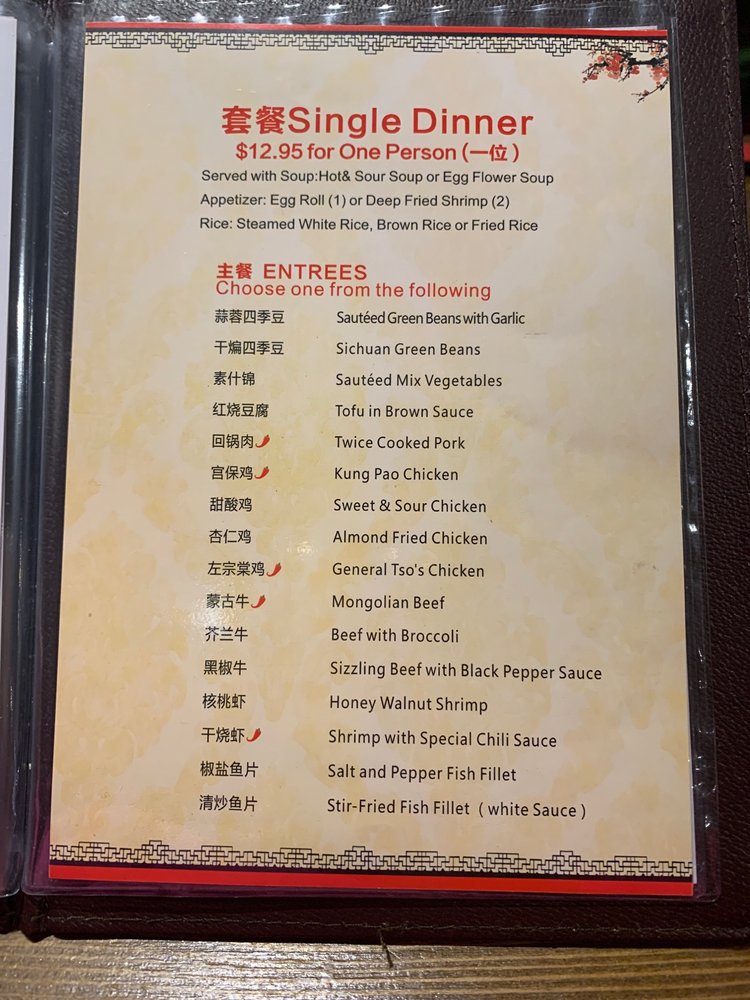 套餐Single Dinner
$12.95 for One Person (一位)
Served with Soup:Hot& Sour Soup or Egg Flower Soup
Appetizer: Egg Roll (1) or Deep Fried Shrimp (2)
Rice: Steamed White Rice, Brown Rice or Fried Rice
主餐 ENTREES
Choose one from the following
蒜蓉四季豆 Sautéed Green Beans with Garlic
干煸四季豆 Sichuan Green Beans
素什锦 Sautéed Mix Vegetables
红烧豆腐 Tofu in Brown Sauce
回锅肉 Twice Cooked Pork
宫保鸡 Kung Pao Chicken
甜酸鸡 Sweet & Sour Chicken
杏仁鸡 Almond Fried Chicken
左宗棠鸡 General Tso's Chicken
蒙古牛 Mongolian Beef
芥兰牛 Beef with Broccoli
黑椒牛 Sizzling Beef with Black Pepper Sauce
核桃虾 Honey Walnut Shrimp
干烧虾 Shrimp with Special Chili Sauce
椒盐鱼片 Salt and Pepper Fish Fillet
清炒鱼片 Stir-Fried Fish Fillet ( white Sauce )